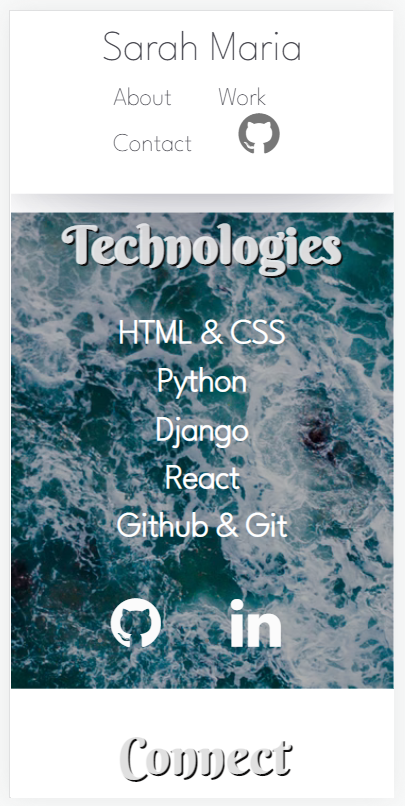 Sarah Maria
About Work
Contact
Technologies
HTML & CSS
Python
Django
React
Github & Git
in
Connect